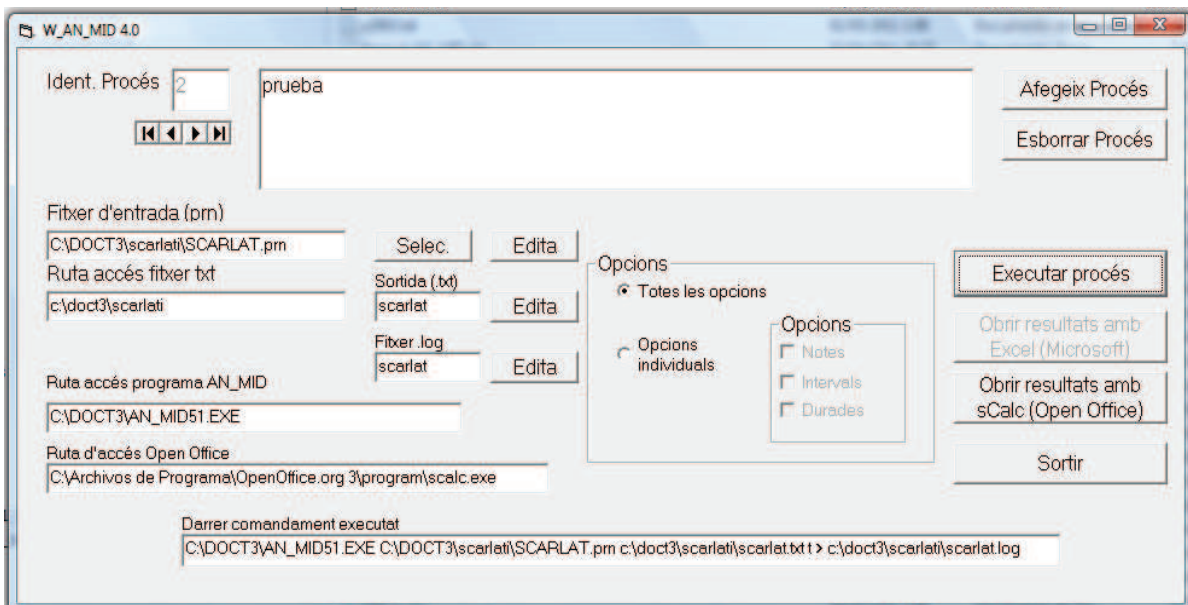 W_AN_MID 4.0
Ident. Procés 2
prueba
Afegeix Procés
Esborrar Procés
Fitxer d'entrada (prn)
C:\DOCT3\scarlati\SCARLAT.prn
Selec.
Edita
Ruta accés fitxer txt
c:\doct3\scarlati
Sortida (.txt)
scarlat
Edita
Fitxer .log
scarlat
Edita
Ruta accés programa AN_MID
C:\DOCT3\AN_MID51.EXE
Ruta d'accés Open Office
C:\Archivos de Programa\OpenOffice.org 3\program\scalc.exe
Opcions
Totes les opcions
Opcions
individuals
Opcions
Notes
Intervals
Durades
Executar procés
Obrir resultats amb
Excel (Microsoft)
Obrir resultats amb
sCalc (Open Office)
Sortir
Darrer comandament executat
C:\DOCT3\AN_MID51.EXE C:\DOCT3\scarlati\SCARLAT.prn c:\doct3\scarlati\scarlat.txt t > c:\doct3\scarlati\scarlat.log